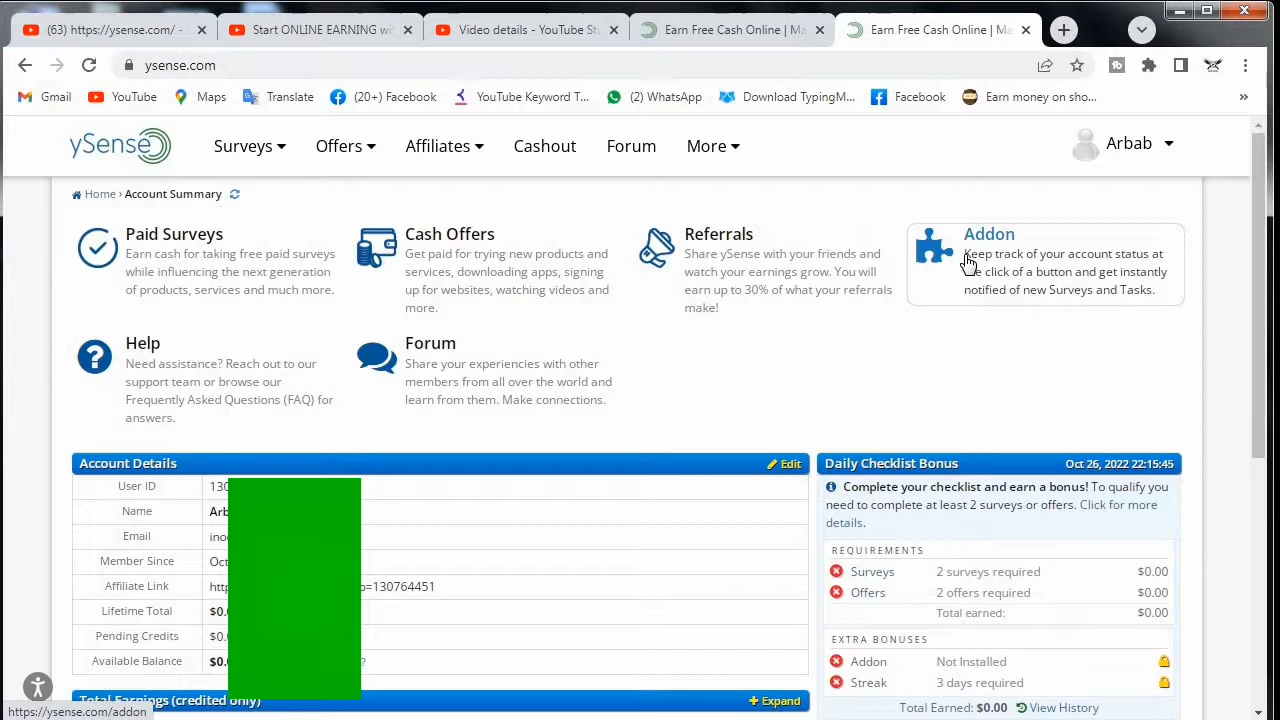 (63) https://ysense.com/ -
Start ONLINE EARNING wi
Video details - YouTube St
Earn Free Cash Online | Ma
Earn Free Cash Online | Ma
ysense.com
Gmail
YouTube
Maps
Translate
(20+) Facebook
YouTube Keyword T...
(2) WhatsApp
Download TypingM...
Facebook
Earn money on sho...
»
ySense
Surveys
Offers
Affiliates
Cashout
Forum
More
Arbab
Home › Account Summary
Paid Surveys
Earn cash for taking free paid surveys
while influencing the next generation
of products, services and much more.
Cash Offers
Get paid for trying new products and
services, downloading apps, signing
up for websites, watching videos and
more.
Referrals
Share ySense with your friends and
watch your earnings grow. You will
earn up to 30% of what your referrals
make!
Addon
Keep track of your account status at
click of a button and get instantly
notified of new Surveys and Tasks.
Help
Need assistance? Reach out to our
support team or browse our
Frequently Asked Questions (FAQ) for
answers.
Forum
Share your experiences with other
members from all over the world and
learn from them. Make connections.
Account Details Edit
User ID 130
Name Arb
Email
Member Since Oct
Affiliate Link http =130764451
Lifetime Total $0.
Pending Credits $0.
Available Balance $0. ?
Total Earnings (credited only) Expand
Daily Checklist Bonus Oct 26, 2022 22:15:45
Complete your checklist and earn a bonus! To qualify you
need to complete at least 2 surveys or offers. Click for more
details.
REQUIREMENTS
Surveys 2 surveys required $0.00
Offers 2 offers required $0.00
Total earned: $0.00
EXTRA BONUSES
Addon Not Installed
Streak 3 days required
Total Earned: $0.00 View History
https://ysense.com/addon